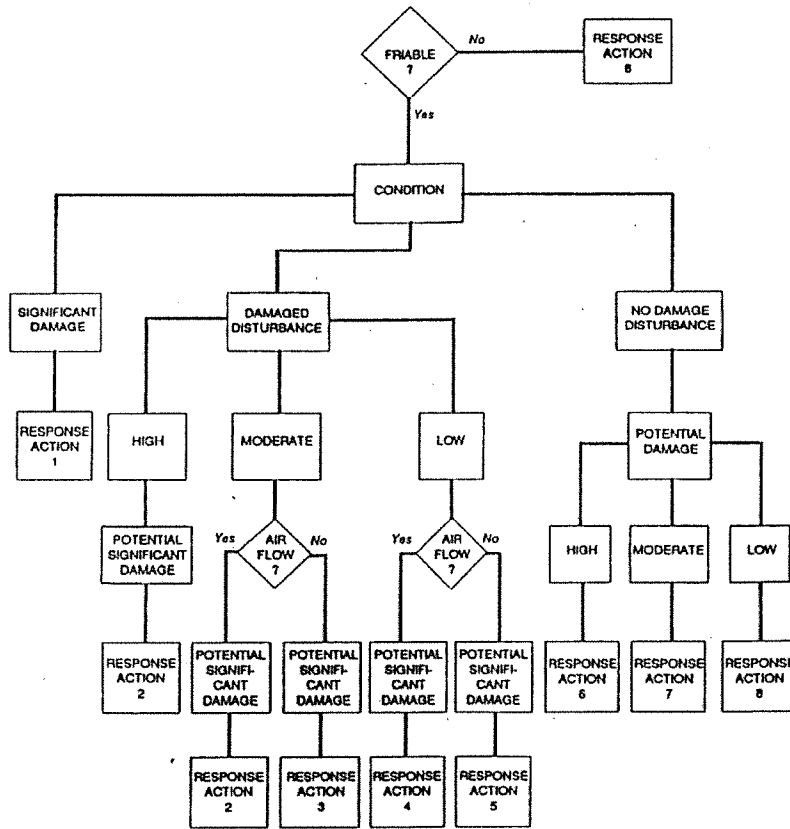 FRIABLE
?
No
RESPONSE
ACTION
8
Yes
CONDITION
SIGNIFICANT
DAMAGE
DAMAGED
DISTURBANCE
NO DAMAGE
DISTURBANCE
RESPONSE
ACTION
1
HIGH
MODERATE
LOW
POTENTIAL
DAMAGE
POTENTIAL
SIGNIFICANT
DAMAGE
Yes
AIR
FLOW
?
No
Yes
AIR
FLOW
?
No
HIGH
MODERATE
LOW
RESPONSE
ACTION
2
POTENTIAL
SIGNIFI-
CANT
DAMAGE
POTENTIAL
SIGNIFI-
CANT
DAMAGE
POTENTIAL
SIGNIFI-
CANT
DAMAGE
POTENTIAL
SIGNIFI-
CANT
DAMAGE
RESPONSE
ACTION
6
RESPONSE
ACTION
7
RESPONSE
ACTION
8
RESPONSE
ACTION
2
RESPONSE
ACTION
3
RESPONSE
ACTION
4
RESPONSE
ACTION
5